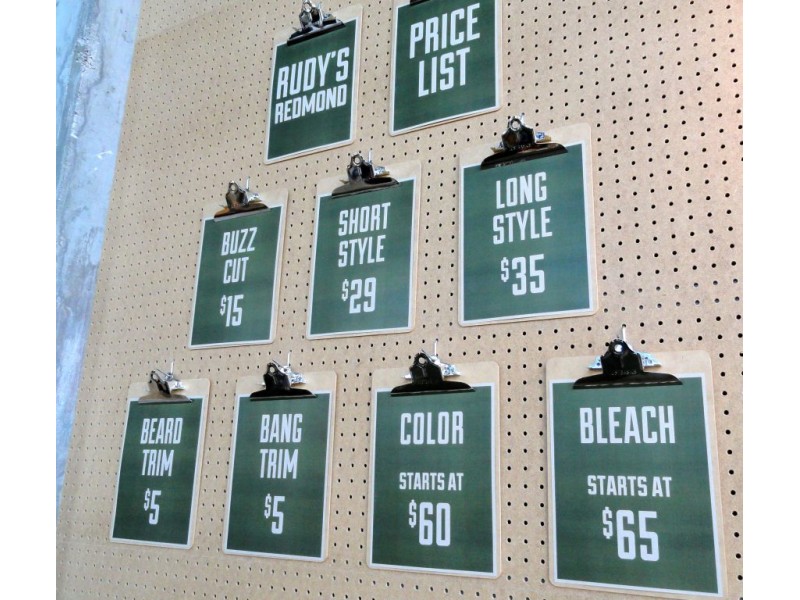 RUDY'S
REDMOND
PRICE
LIST
BUZZ
CUT
$15
SHORT
STYLE
$29
LONG
STYLE
$35
BEARD
TRIM
$5
BANG
TRIM
$5
COLOR
STARTS AT
$60
BLEACH
STARTS AT
$65